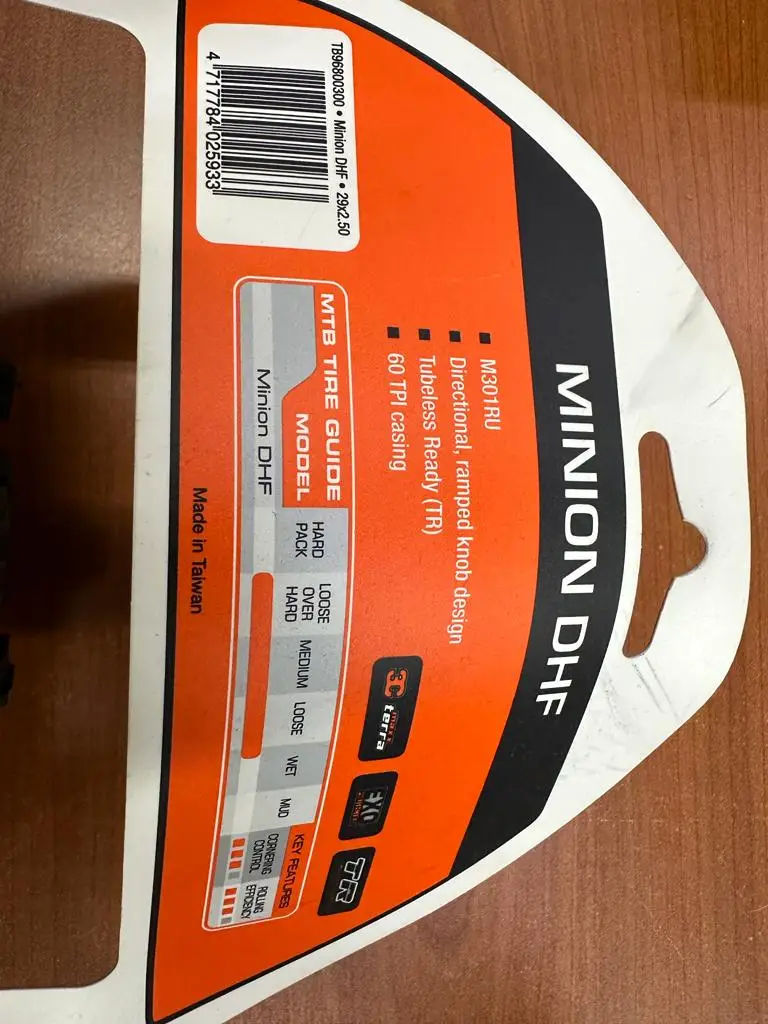 MINION DHF
M301RU
Directional, ramped knob design
Tubeless Ready (TR)
60 TPI casing
maxx
terra
EXO
TR
TB96800300 • Minion DHF • 29x2.50
4 717784 025933
MTB TIRE GUIDE
MODEL
HARD
PACK
LOOSE
OVER
HARD
MEDIUM
LOOSE
WET
MUD
KEY FEATURES
CORNERING
CONTROL
ROLLING
EFFICIENCY
Minion DHF
Made in Taiwan